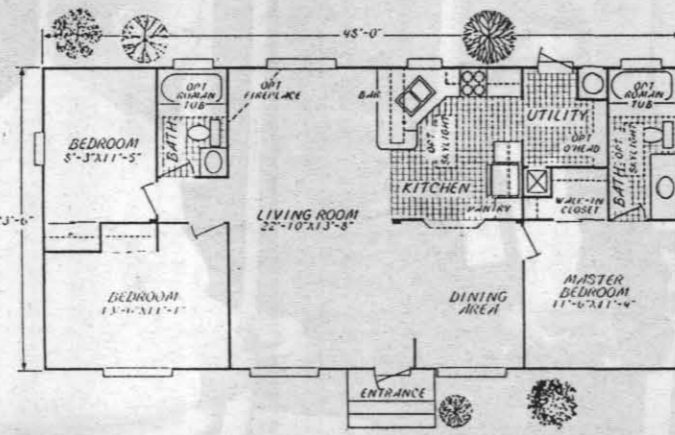 48'-0"
OPT
ROMAN
TUB
OPT
FIREPLACE
BAR
OPT
ROMAN
TUB
BEDROOM
8'-3"X11'-5"
BATH
OPT
SKYLIGHT
UTILITY
OPT
O'HEAD
BATH OPT
SKYLIGHT
KITCHEN
PANTRY
WALK-IN
CLOSET
LIVING ROOM
22'-10"X13'-8"
BEDROOM
DINING
AREA
MASTER
BEDROOM
11'-6"X11'-4"
ENTRANCE